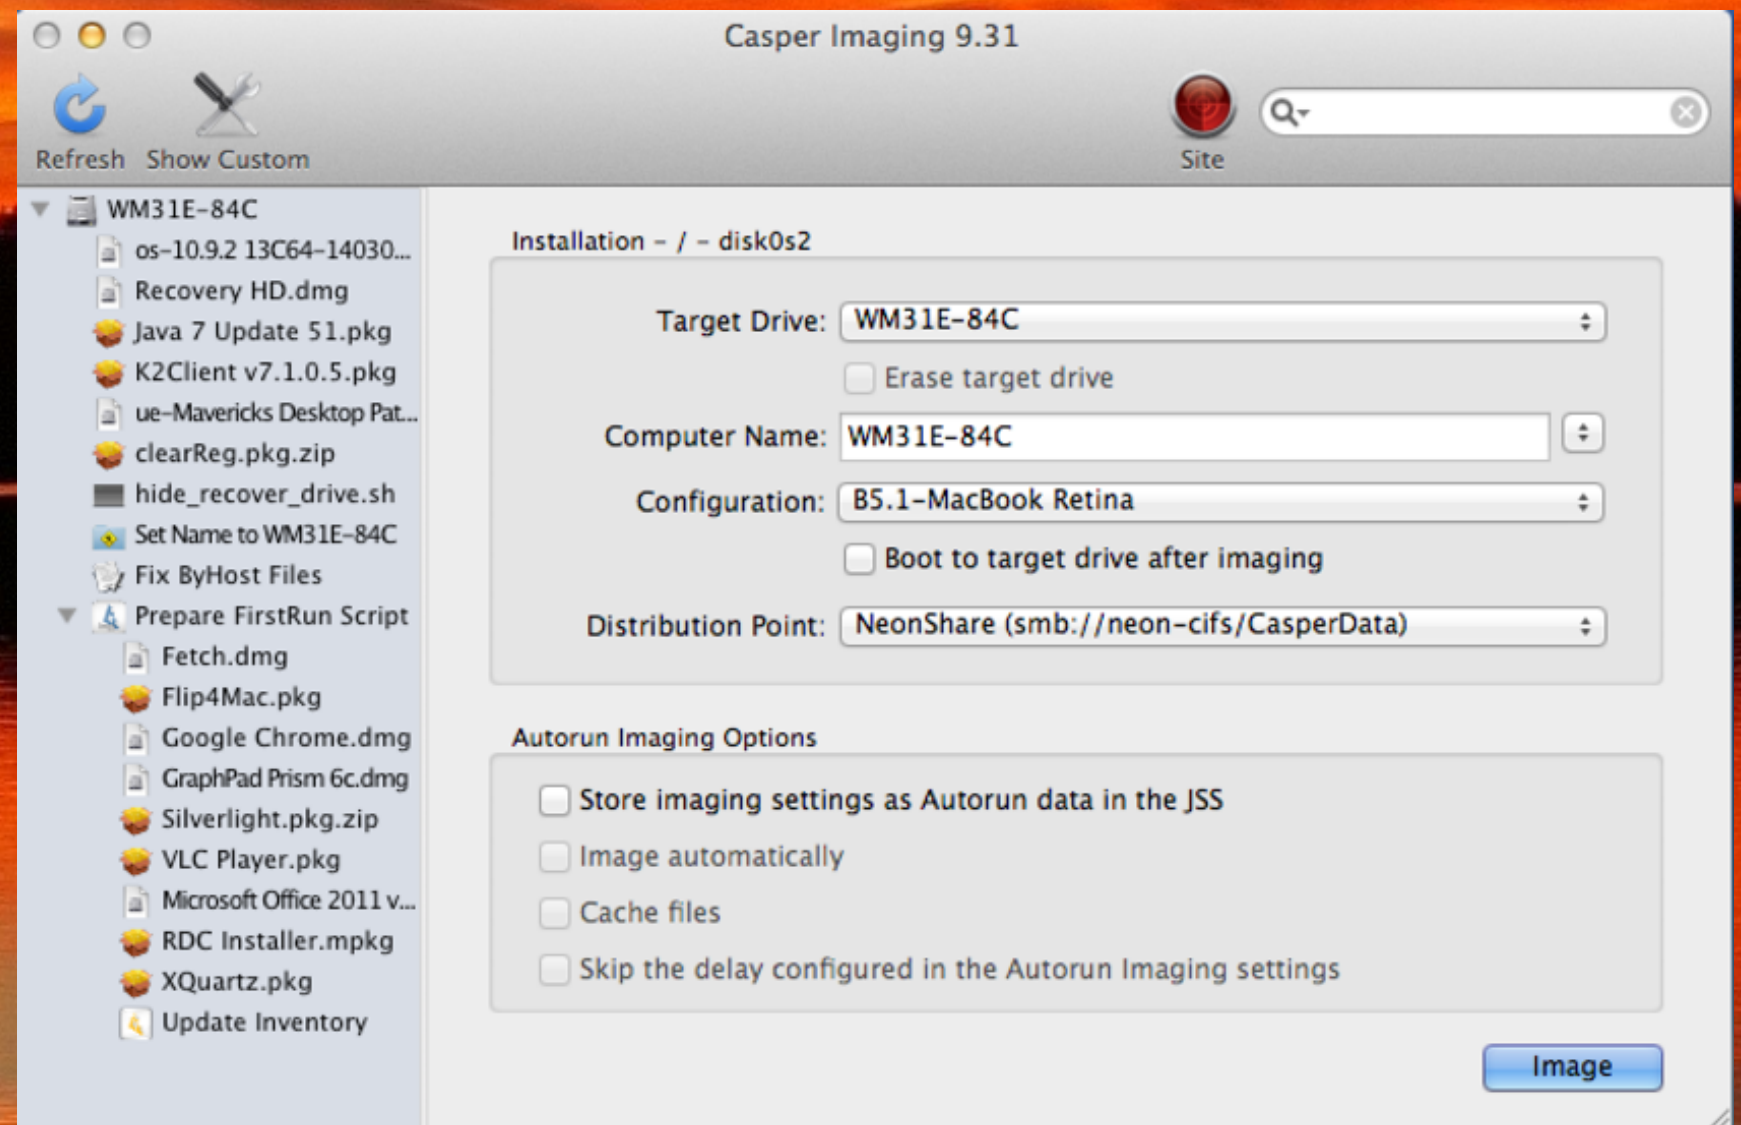 Casper Imaging 9.31
Refresh
Show Custom
Site
WM31E-84C
os-10.9.2 13C64-14030...
Recovery HD.dmg
Java 7 Update 51.pkg
K2Client v7.1.0.5.pkg
ue-Mavericks Desktop Pat...
clearReg.pkg.zip
hide_recover_drive.sh
Set Name to WM31E-84C
Fix ByHost Files
Prepare FirstRun Script
Fetch.dmg
Flip4Mac.pkg
Google Chrome.dmg
GraphPad Prism 6c.dmg
Silverlight.pkg.zip
VLC Player.pkg
Microsoft Office 2011 v...
RDC Installer.mpkg
XQuartz.pkg
Update Inventory
Installation - / - disk0s2
Target Drive: WM31E-84C
Erase target drive
Computer Name: WM31E-84C
Configuration: B5.1-MacBook Retina
Boot to target drive after imaging
Distribution Point: NeonShare (smb://neon-cifs/CasperData)
Autorun Imaging Options
Store imaging settings as Autorun data in the JSS
Image automatically
Cache files
Skip the delay configured in the Autorun Imaging settings
Image